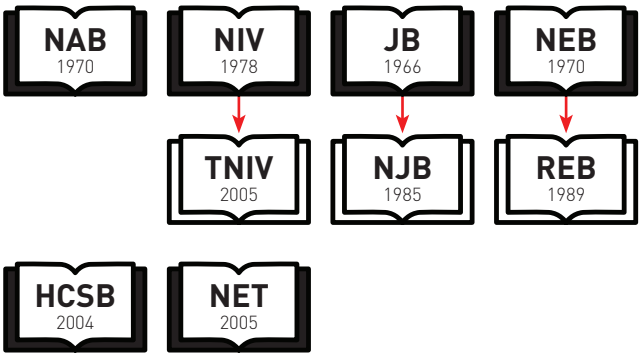 NAB
1970
NIV
1978
JB
1966
NEB
1970
TNIV
2005
NJB
1985
REB
1989
HCSB
2004
NET
2005